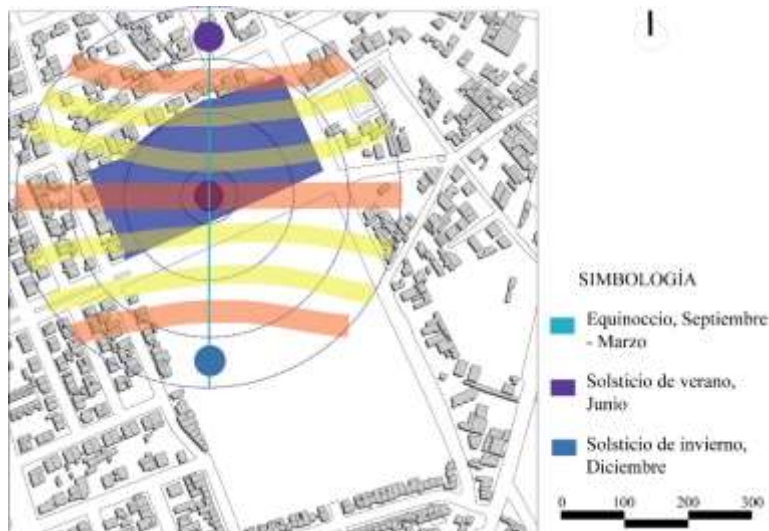 SIMBOLOGÍA
Equinoccio, Septiembre
- Marzo
Solsticio de verano,
Junio
Solsticio de invierno,
Diciembre
0 100 200 300